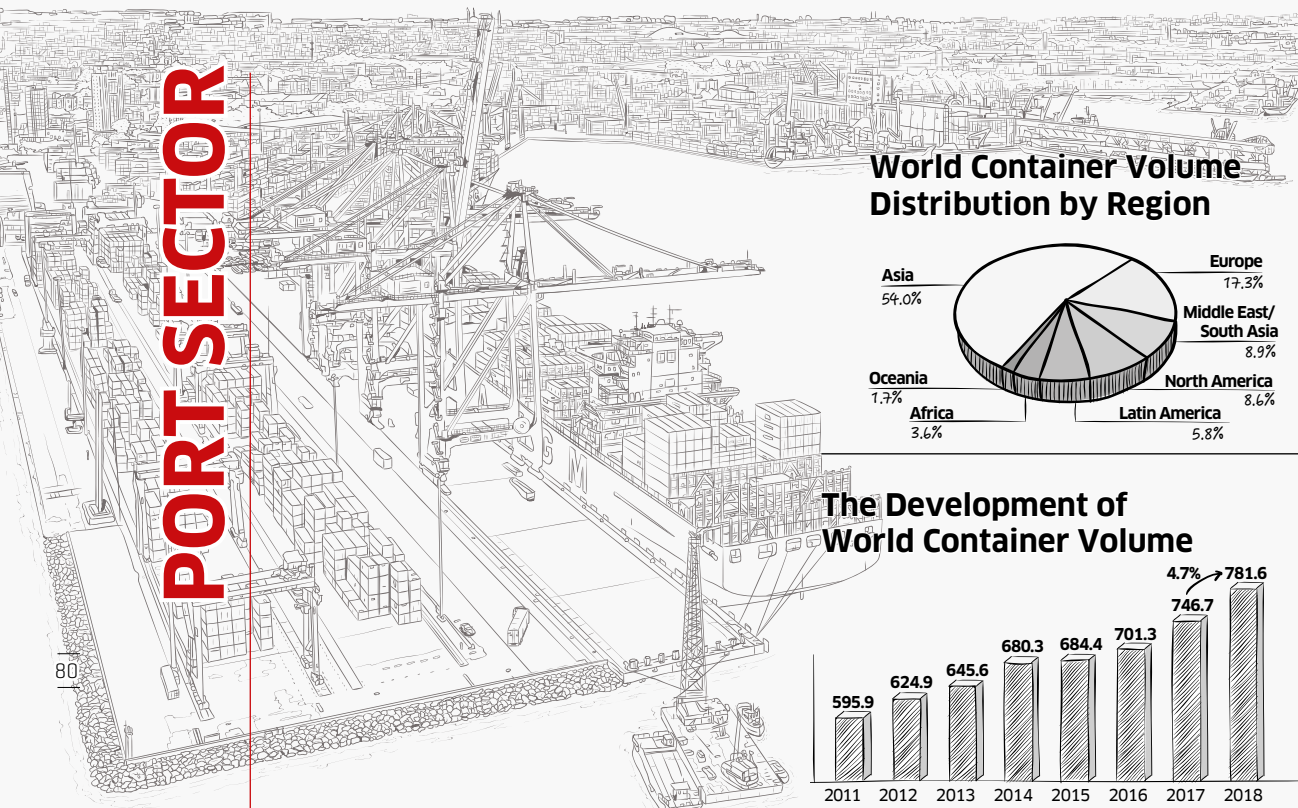 PORT SECTOR
80
World Container Volume
Distribution by Region
Asia
54.0%
Europe
17.3%
Middle East/
South Asia
8.9%
Oceania
1.7%
North America
8.6%
Africa
3.6%
Latin America
5.8%
The Development of
World Container Volume
4.7%
595.9
624.9
645.6
680.3
684.4
701.3
746.7
781.6
2011
2012
2013
2014
2015
2016
2017
2018
G M